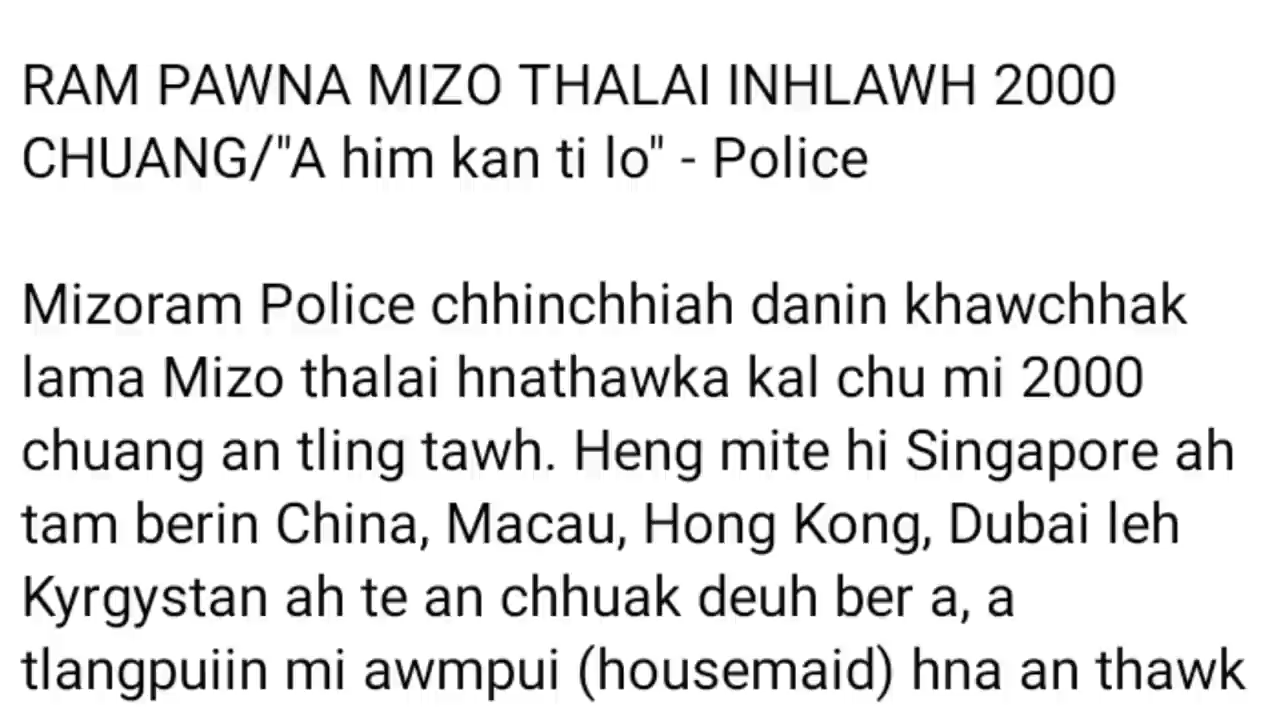 RAM PAWNA MIZO THALAI INHLAWH 2000
CHUANG/"A him kan ti lo" - Police
Mizoram Police chhinchhiah danin khawchhak
lama Mizo thalai hnathawka kal chu mi 2000
chuang an tling tawh. Heng mite hi Singapore ah
tam berin China, Macau, Hong Kong, Dubai leh
Kyrgystan ah te an chhuak deuh ber a, a
tlangpuiin mi awmpui (housemaid) hna an thawk